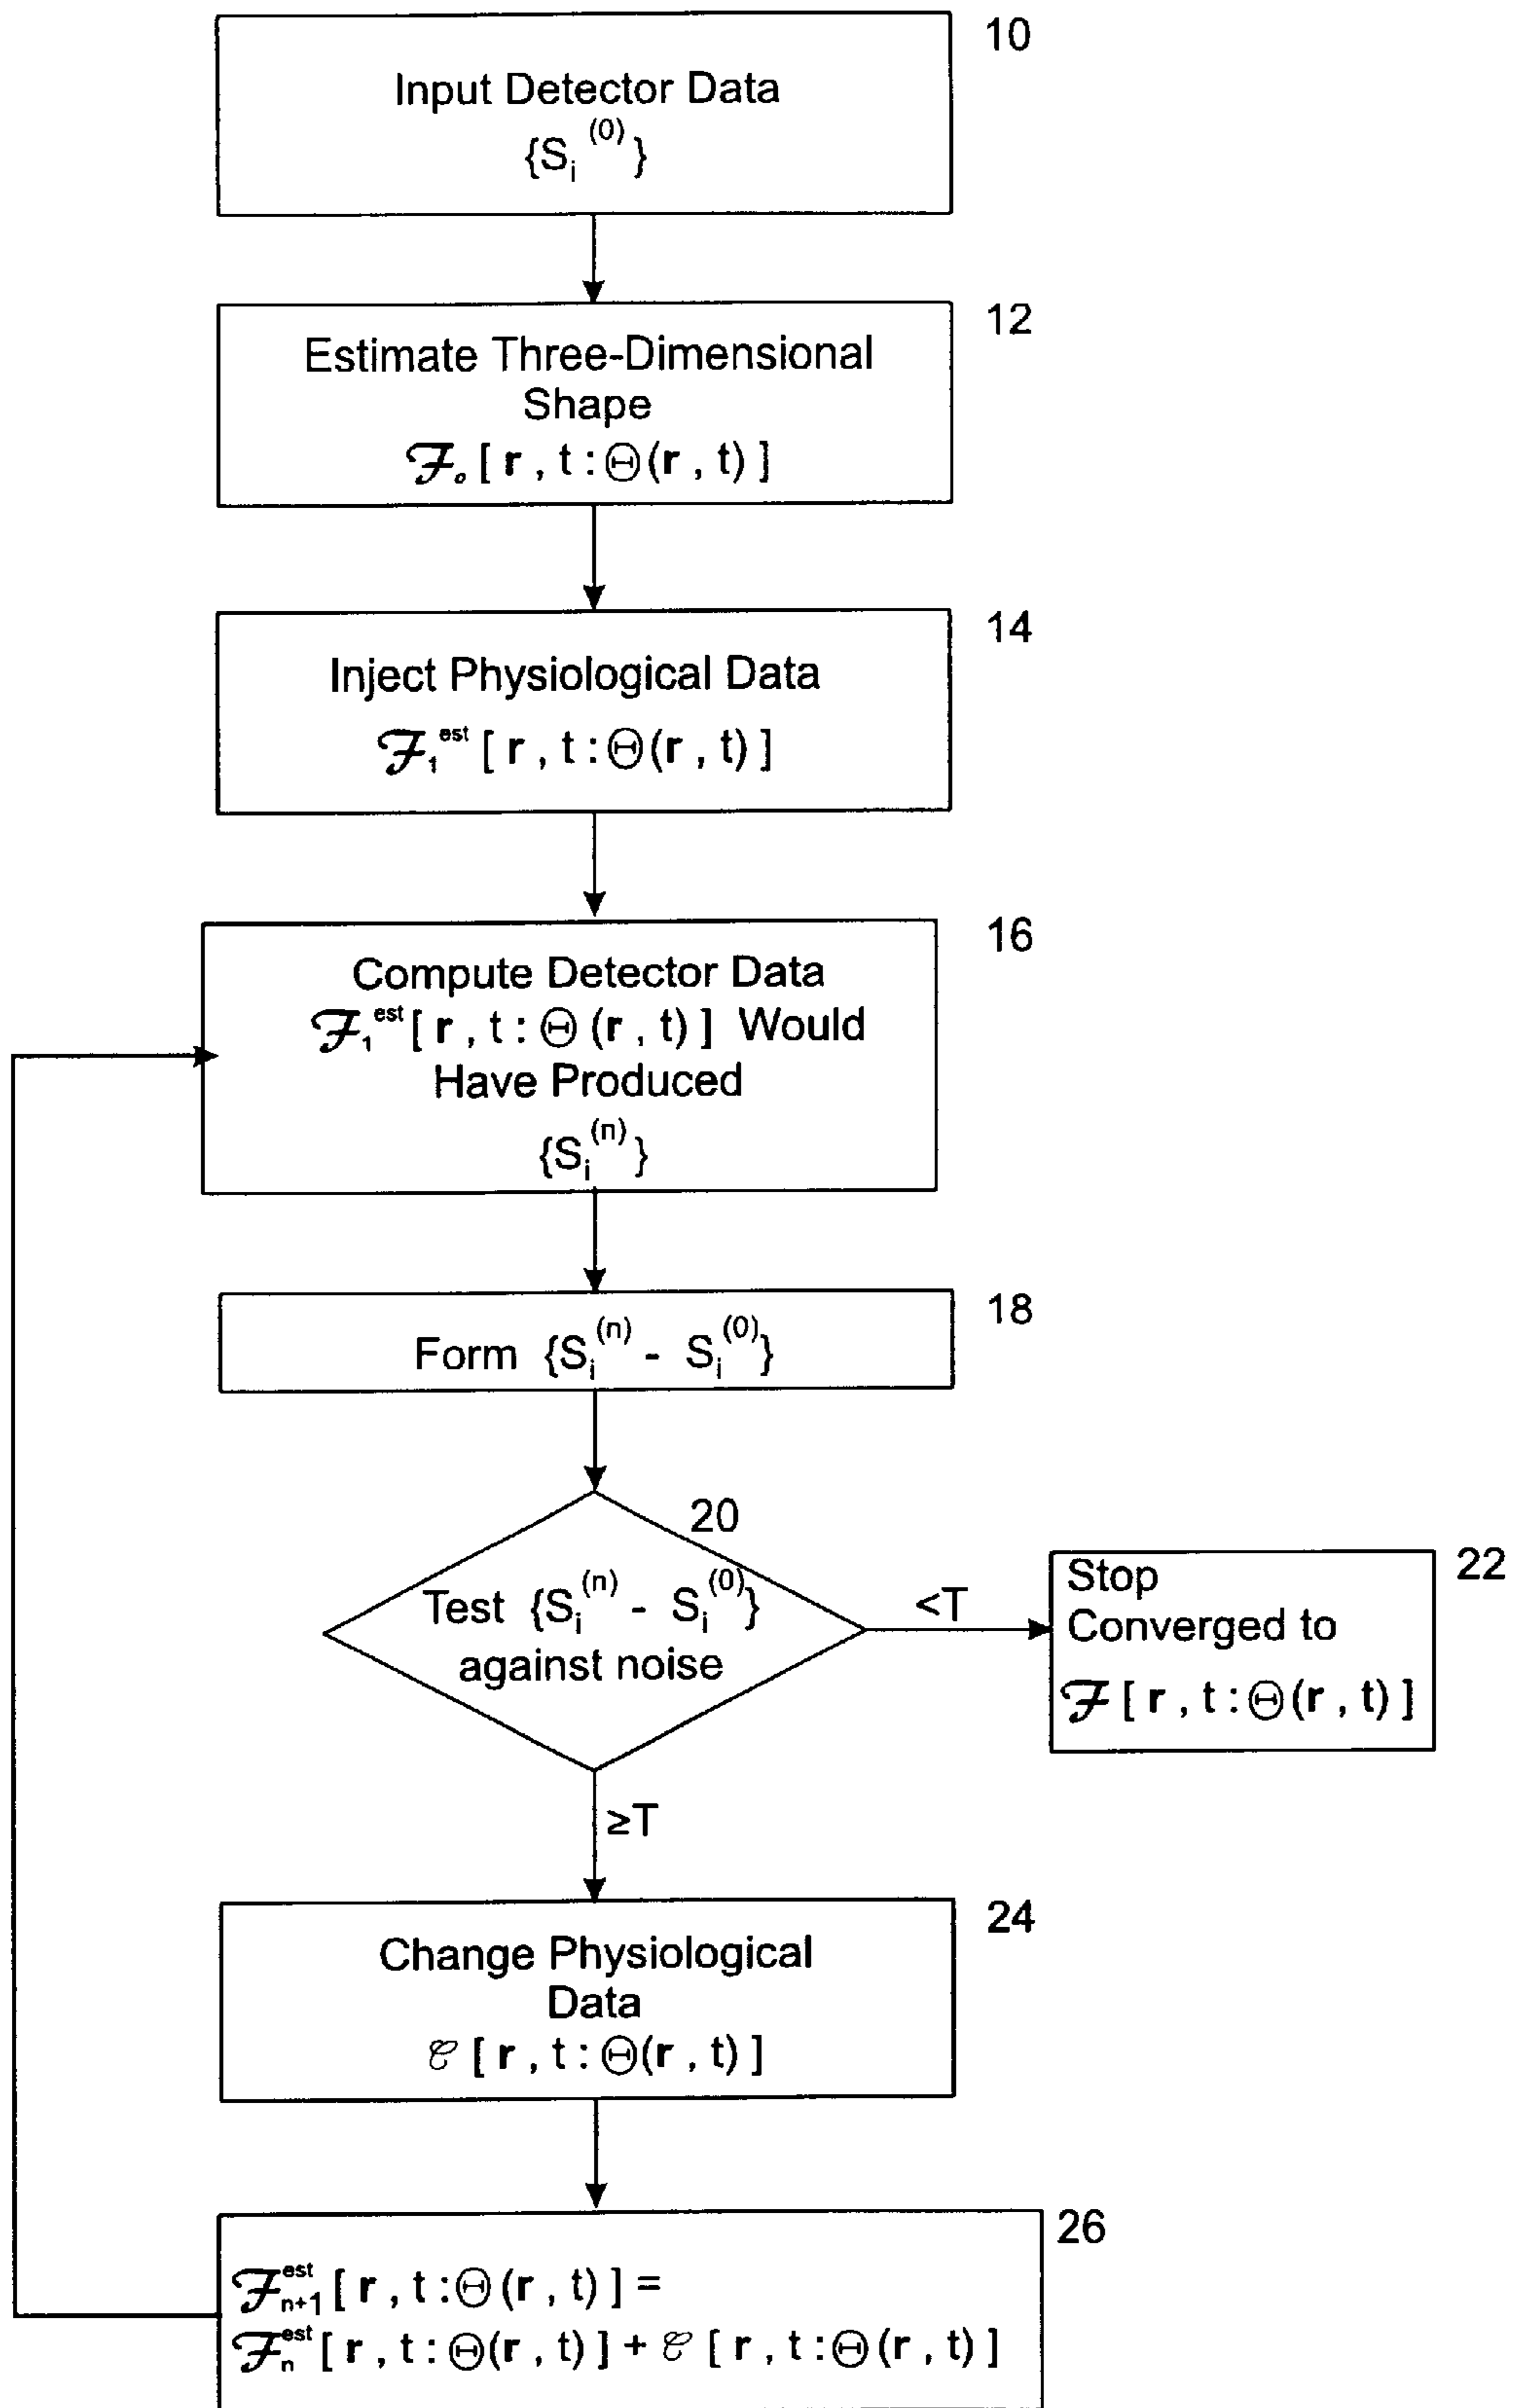 10
Input Detector Data
{Sᵢ⁽⁰⁾}
12
Estimate Three-Dimensional
Shape
ℱ₀ [ r , t : Θ(r , t) ]
14
Inject Physiological Data
ℱ₁ᵉˢᵗ [ r , t : Θ(r , t) ]
16
Compute Detector Data
ℱ₁ᵉˢᵗ [ r , t : Θ (r , t) ] Would
Have Produced
{Sᵢ⁽ⁿ⁾}
18
Form {Sᵢ⁽ⁿ⁾ - Sᵢ⁽⁰⁾}
20
Test {Sᵢ⁽ⁿ⁾ - Sᵢ⁽⁰⁾}
against noise
<T
22
Stop
Converged to
ℱ [ r , t : Θ(r , t) ]
≥T
24
Change Physiological
Data
𝒞 [ r , t : Θ(r , t) ]
26
ℱₙ₊₁ᵉˢᵗ [ r , t : Θ (r , t) ] =
ℱₙᵉˢᵗ [ r , t : Θ(r , t) ] + 𝒞 [ r , t : Θ(r , t) ]